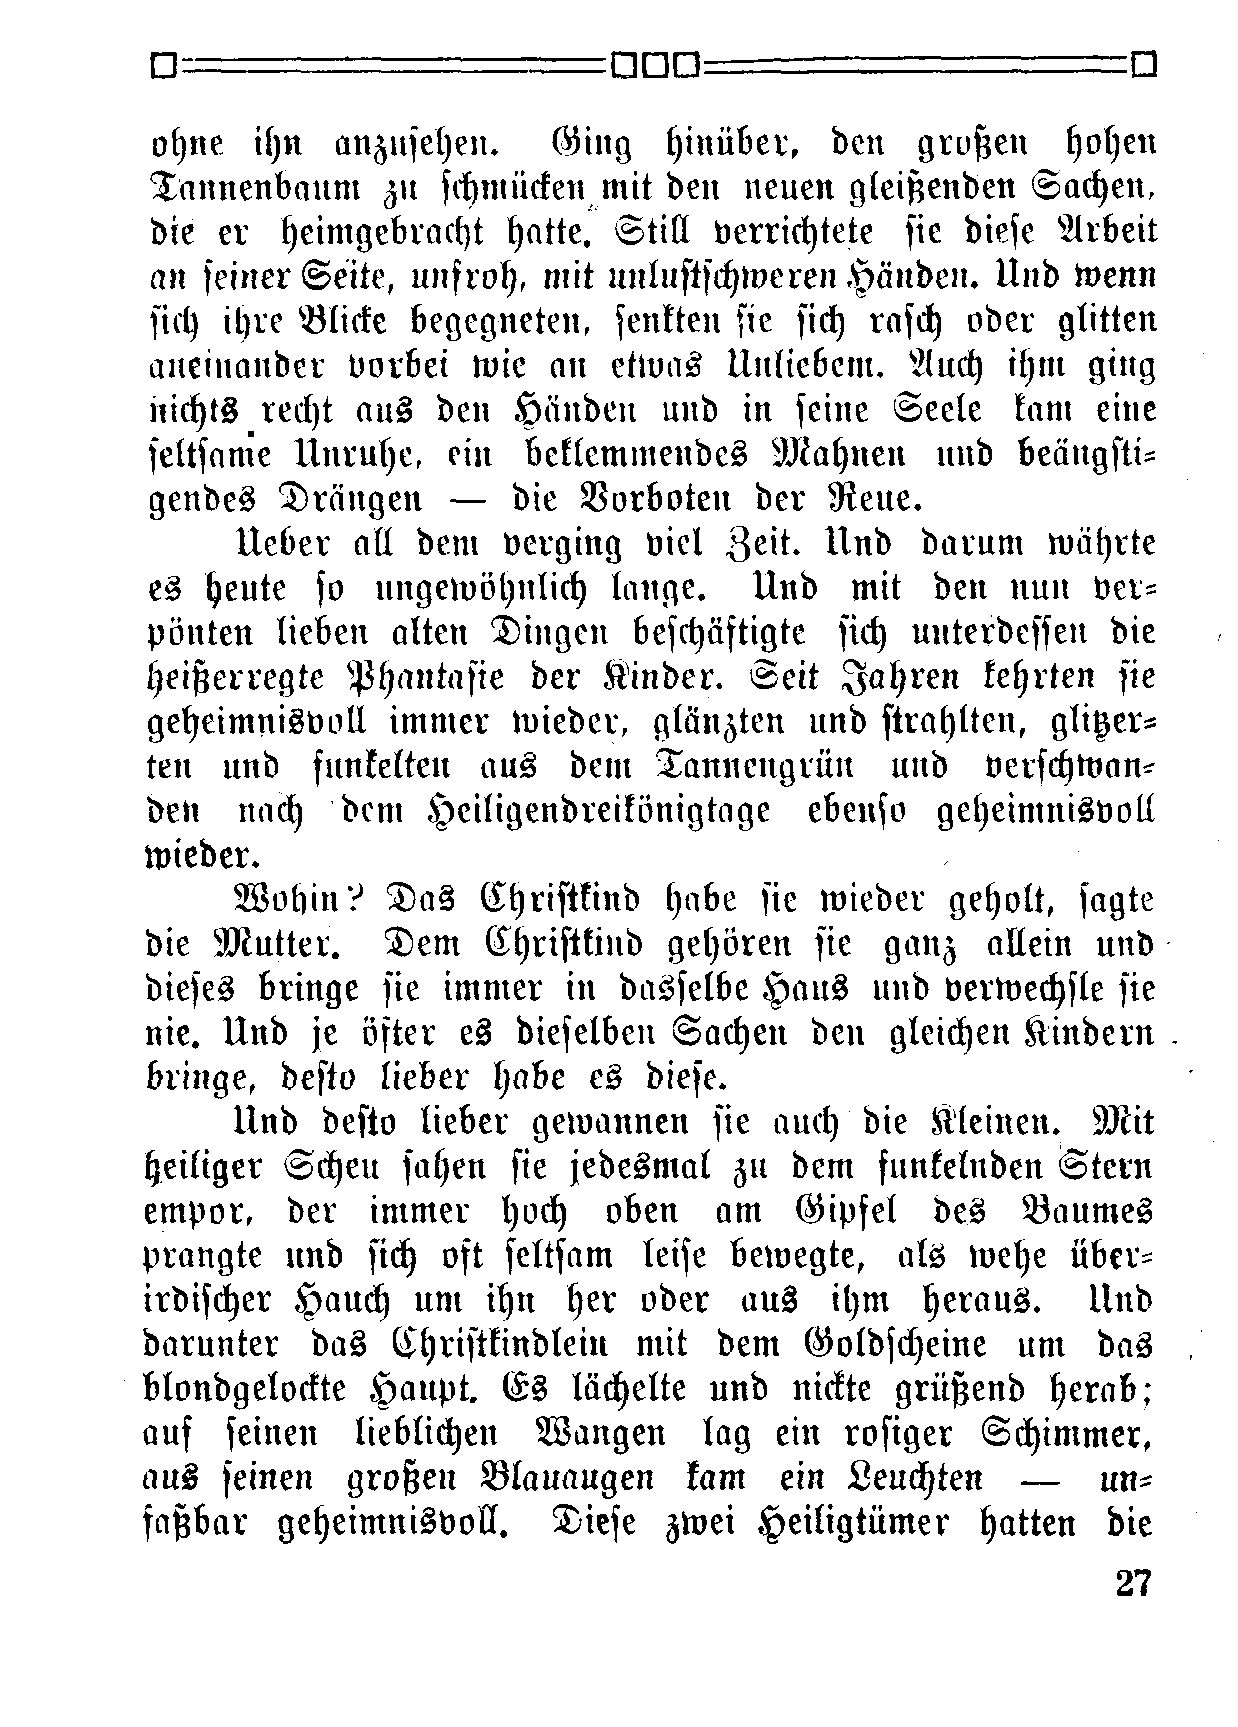 ohne ihn anzusehen. Ging hinüber, den großen hohen
Tannenbaum zu schmücken mit den neuen gleißenden Sachen,
die er heimgebracht hatte. Still verrichtete sie diese Arbeit
an seiner Seite, unfroh, mit unlustschweren Händen. Und wenn
sich ihre Blicke begegneten, senkten sie sich rasch oder glitten
aneinander vorbei wie an etwas Unliebem. Auch ihm ging
nichts recht aus den Händen und in seine Seele kam eine
seltsame Unruhe, ein beklemmendes Mahnen und beängsti-
gendes Drängen — die Vorboten der Reue.
Ueber all dem verging viel Zeit. Und darum währte
es heute so ungewöhnlich lange. Und mit den nun ver-
pönten lieben alten Dingen beschäftigte sich unterdessen die
heißerregte Phantasie der Kinder. Seit Jahren kehrten sie
geheimnisvoll immer wieder, glänzten und strahlten, glitzer-
ten und funkelten aus dem Tannengrün und verschwan-
den nach dem Heiligendreikönigtage ebenso geheimnisvoll
wieder.
Wohin? Das Christkind habe sie wieder geholt, sagte
die Mutter. Dem Christkind gehören sie ganz allein und
dieses bringe sie immer in dasselbe Haus und verwechsle sie
nie. Und je öfter es dieselben Sachen den gleichen Kindern
bringe, desto lieber habe es diese.
Und desto lieber gewannen sie auch die Kleinen. Mit
heiliger Scheu sahen sie jedesmal zu dem funkelnden Stern
empor, der immer hoch oben am Gipfel des Baumes
prangte und sich oft seltsam leise bewegte, als wehe über-
irdischer Hauch um ihn her oder aus ihm heraus. Und
darunter das Christkindlein mit dem Goldscheine um das
blondgelockte Haupt. Es lächelte und nickte grüßend herab;
auf seinen lieblichen Wangen lag ein rosiger Schimmer,
aus seinen großen Blauaugen kam ein Leuchten — un-
faßbar geheimnisvoll. Diese zwei Heiligtümer hatten die
27